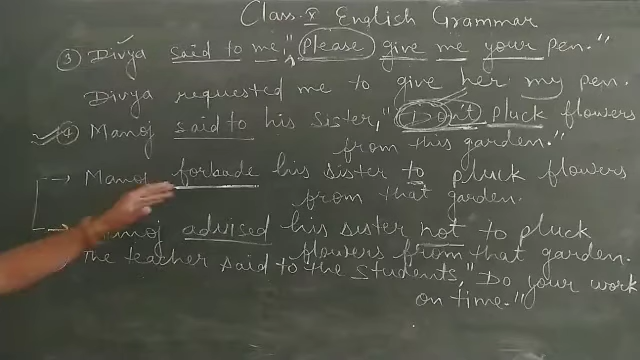 Class-X English Grammar
③ Divya said to me, "Please give me your pen."
Divya requested me to give her my pen.
④ Manoj said to his sister, "Don't pluck flowers
from this garden."
→ Manoj forbade his sister to pluck flowers
from that garden.
→ Manoj advised his sister not to pluck
flowers from that garden.
The teacher said to the students, "Do your work
on time."